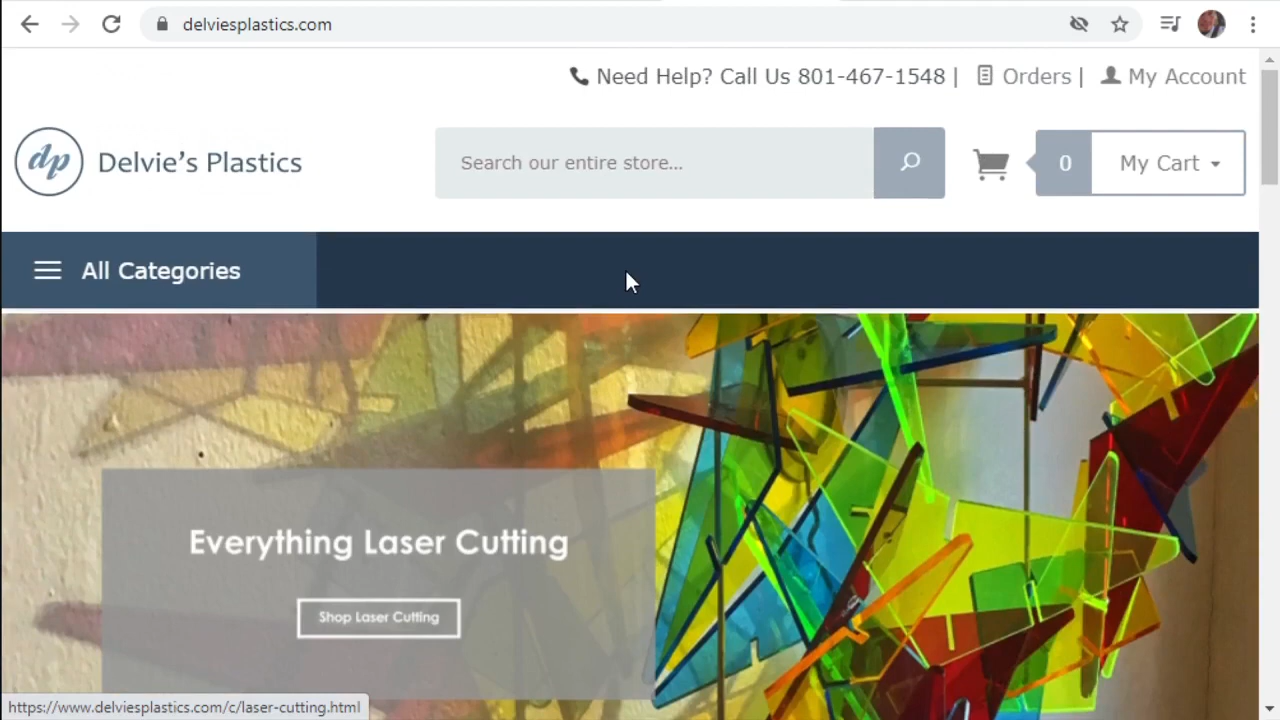 delviesplastics.com
Need Help? Call Us 801-467-1548 | Orders | My Account
dp Delvie's Plastics
Search our entire store...
0 My Cart
All Categories
Everything Laser Cutting
Shop Laser Cutting
https://www.delviesplastics.com/c/laser-cutting.html